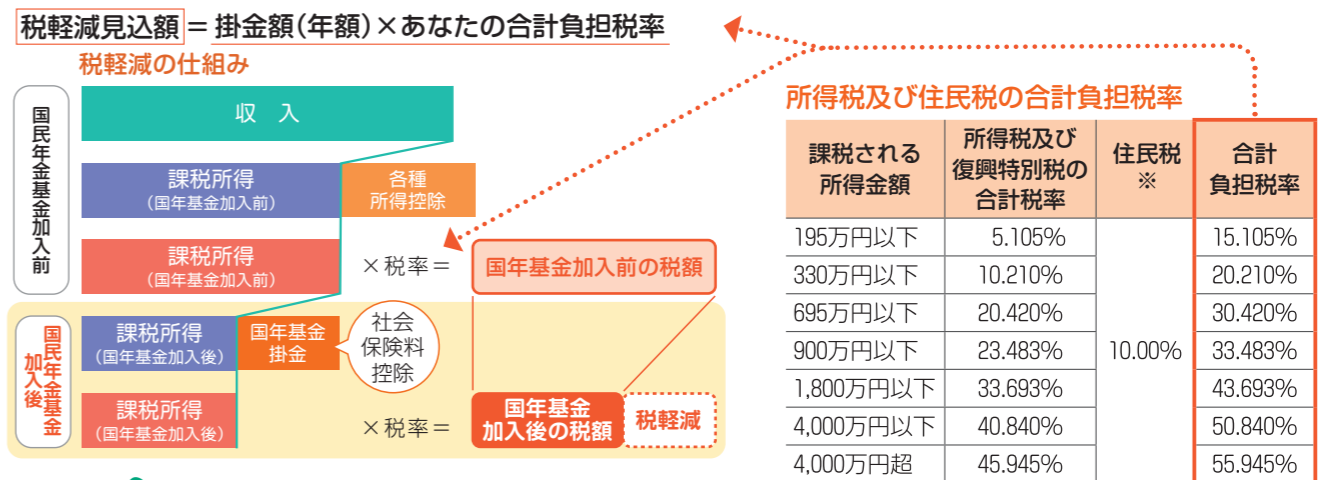 税軽減見込額＝掛金額（年額）×あなたの合計負担税率
税軽減の仕組み
国民年金基金加入前
収　入
課税所得
（国年基金加入前）
各種
所得控除
課税所得
（国年基金加入前）
×税率＝
国年基金加入前の税額
国民年金基金
加入後
課税所得
（国年基金加入後）
国年基金
掛金
社会
保険料
控除
課税所得
（国年基金加入後）
×税率＝
国年基金
加入後の税額
税軽減
所得税及び住民税の合計負担税率
課税される
所得金額
所得税及び
復興特別税の
合計税率
住民税
※
合計
負担税率
195万円以下 5.105% 15.105%
330万円以下 10.210% 20.210%
695万円以下 20.420% 30.420%
900万円以下 23.483% 10.00% 33.483%
1,800万円以下 33.693% 43.693%
4,000万円以下 40.840% 50.840%
4,000万円超 45.945% 55.945%